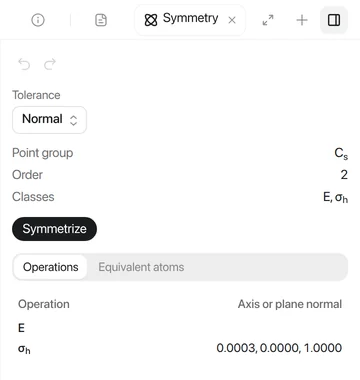 Symmetry
Tolerance
Normal
Point group Cₛ
Order 2
Classes E, σₕ
Symmetrize
Operations Equivalent atoms
Operation Axis or plane normal
E
σₕ 0.0003, 0.0000, 1.0000